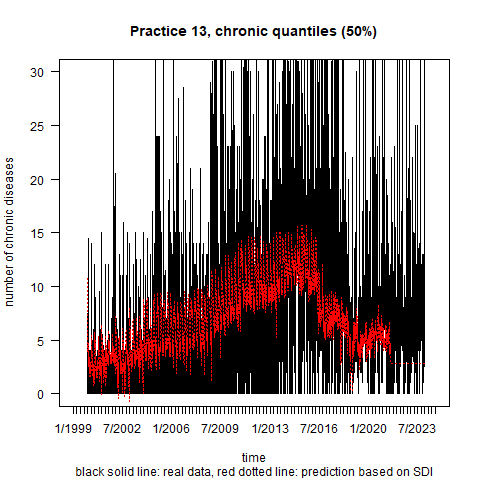 Practice 13, chronic quantiles (50%)
number of chronic diseases
30
25
20
15
10
5
0
1/1999 7/2002 1/2006 7/2009 1/2013 7/2016 1/2020 7/2023
time
black solid line: real data, red dotted line: prediction based on SDI